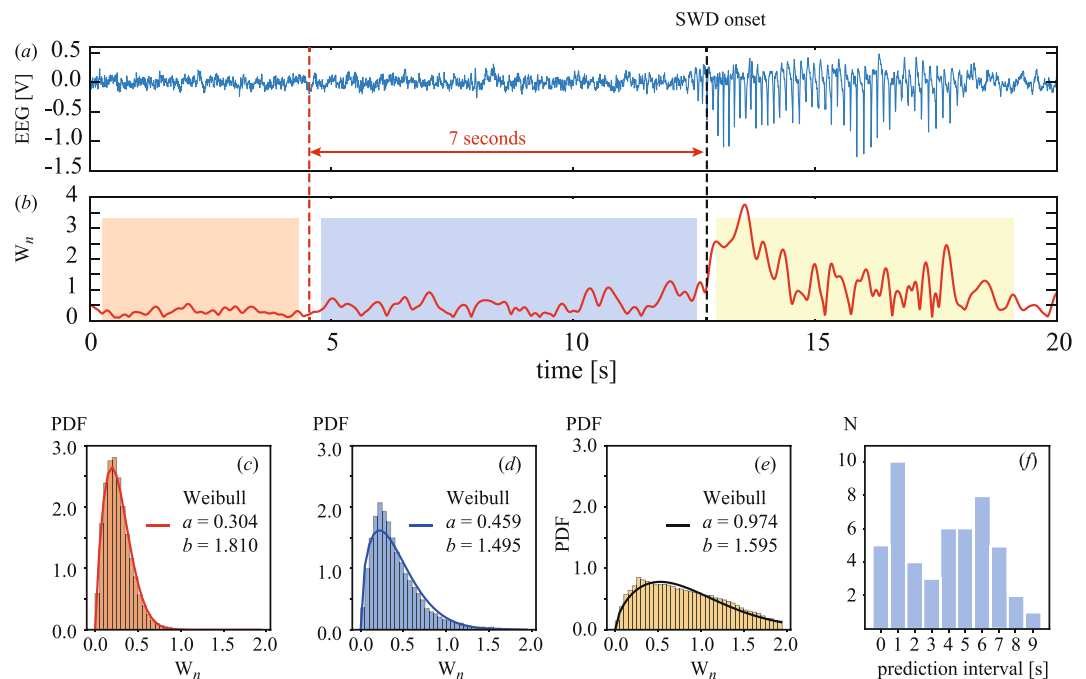 SWD onset
(a)
0.5
0.0
-0.5
-1.0
-1.5
EEG [V]
7 seconds
(b)
4
3
2
1
0
W_n
0 5 10 15 20
time [s]
PDF
3.0
2.0
1.0
0.0
(c)
Weibull
a = 0.304
b = 1.810
0.0 0.5 1.0 1.5 2.0
W_n
PDF
3.0
2.0
1.0
0.0
(d)
Weibull
a = 0.459
b = 1.495
0.0 0.5 1.0 1.5 2.0
W_n
PDF
3.0
2.0
1.0
0.0
PDF
(e)
Weibull
a = 0.974
b = 1.595
0.0 0.5 1.0 1.5 2.0
W_n
N
10
8
6
4
2
(f)
0 1 2 3 4 5 6 7 8 9
prediction interval [s]